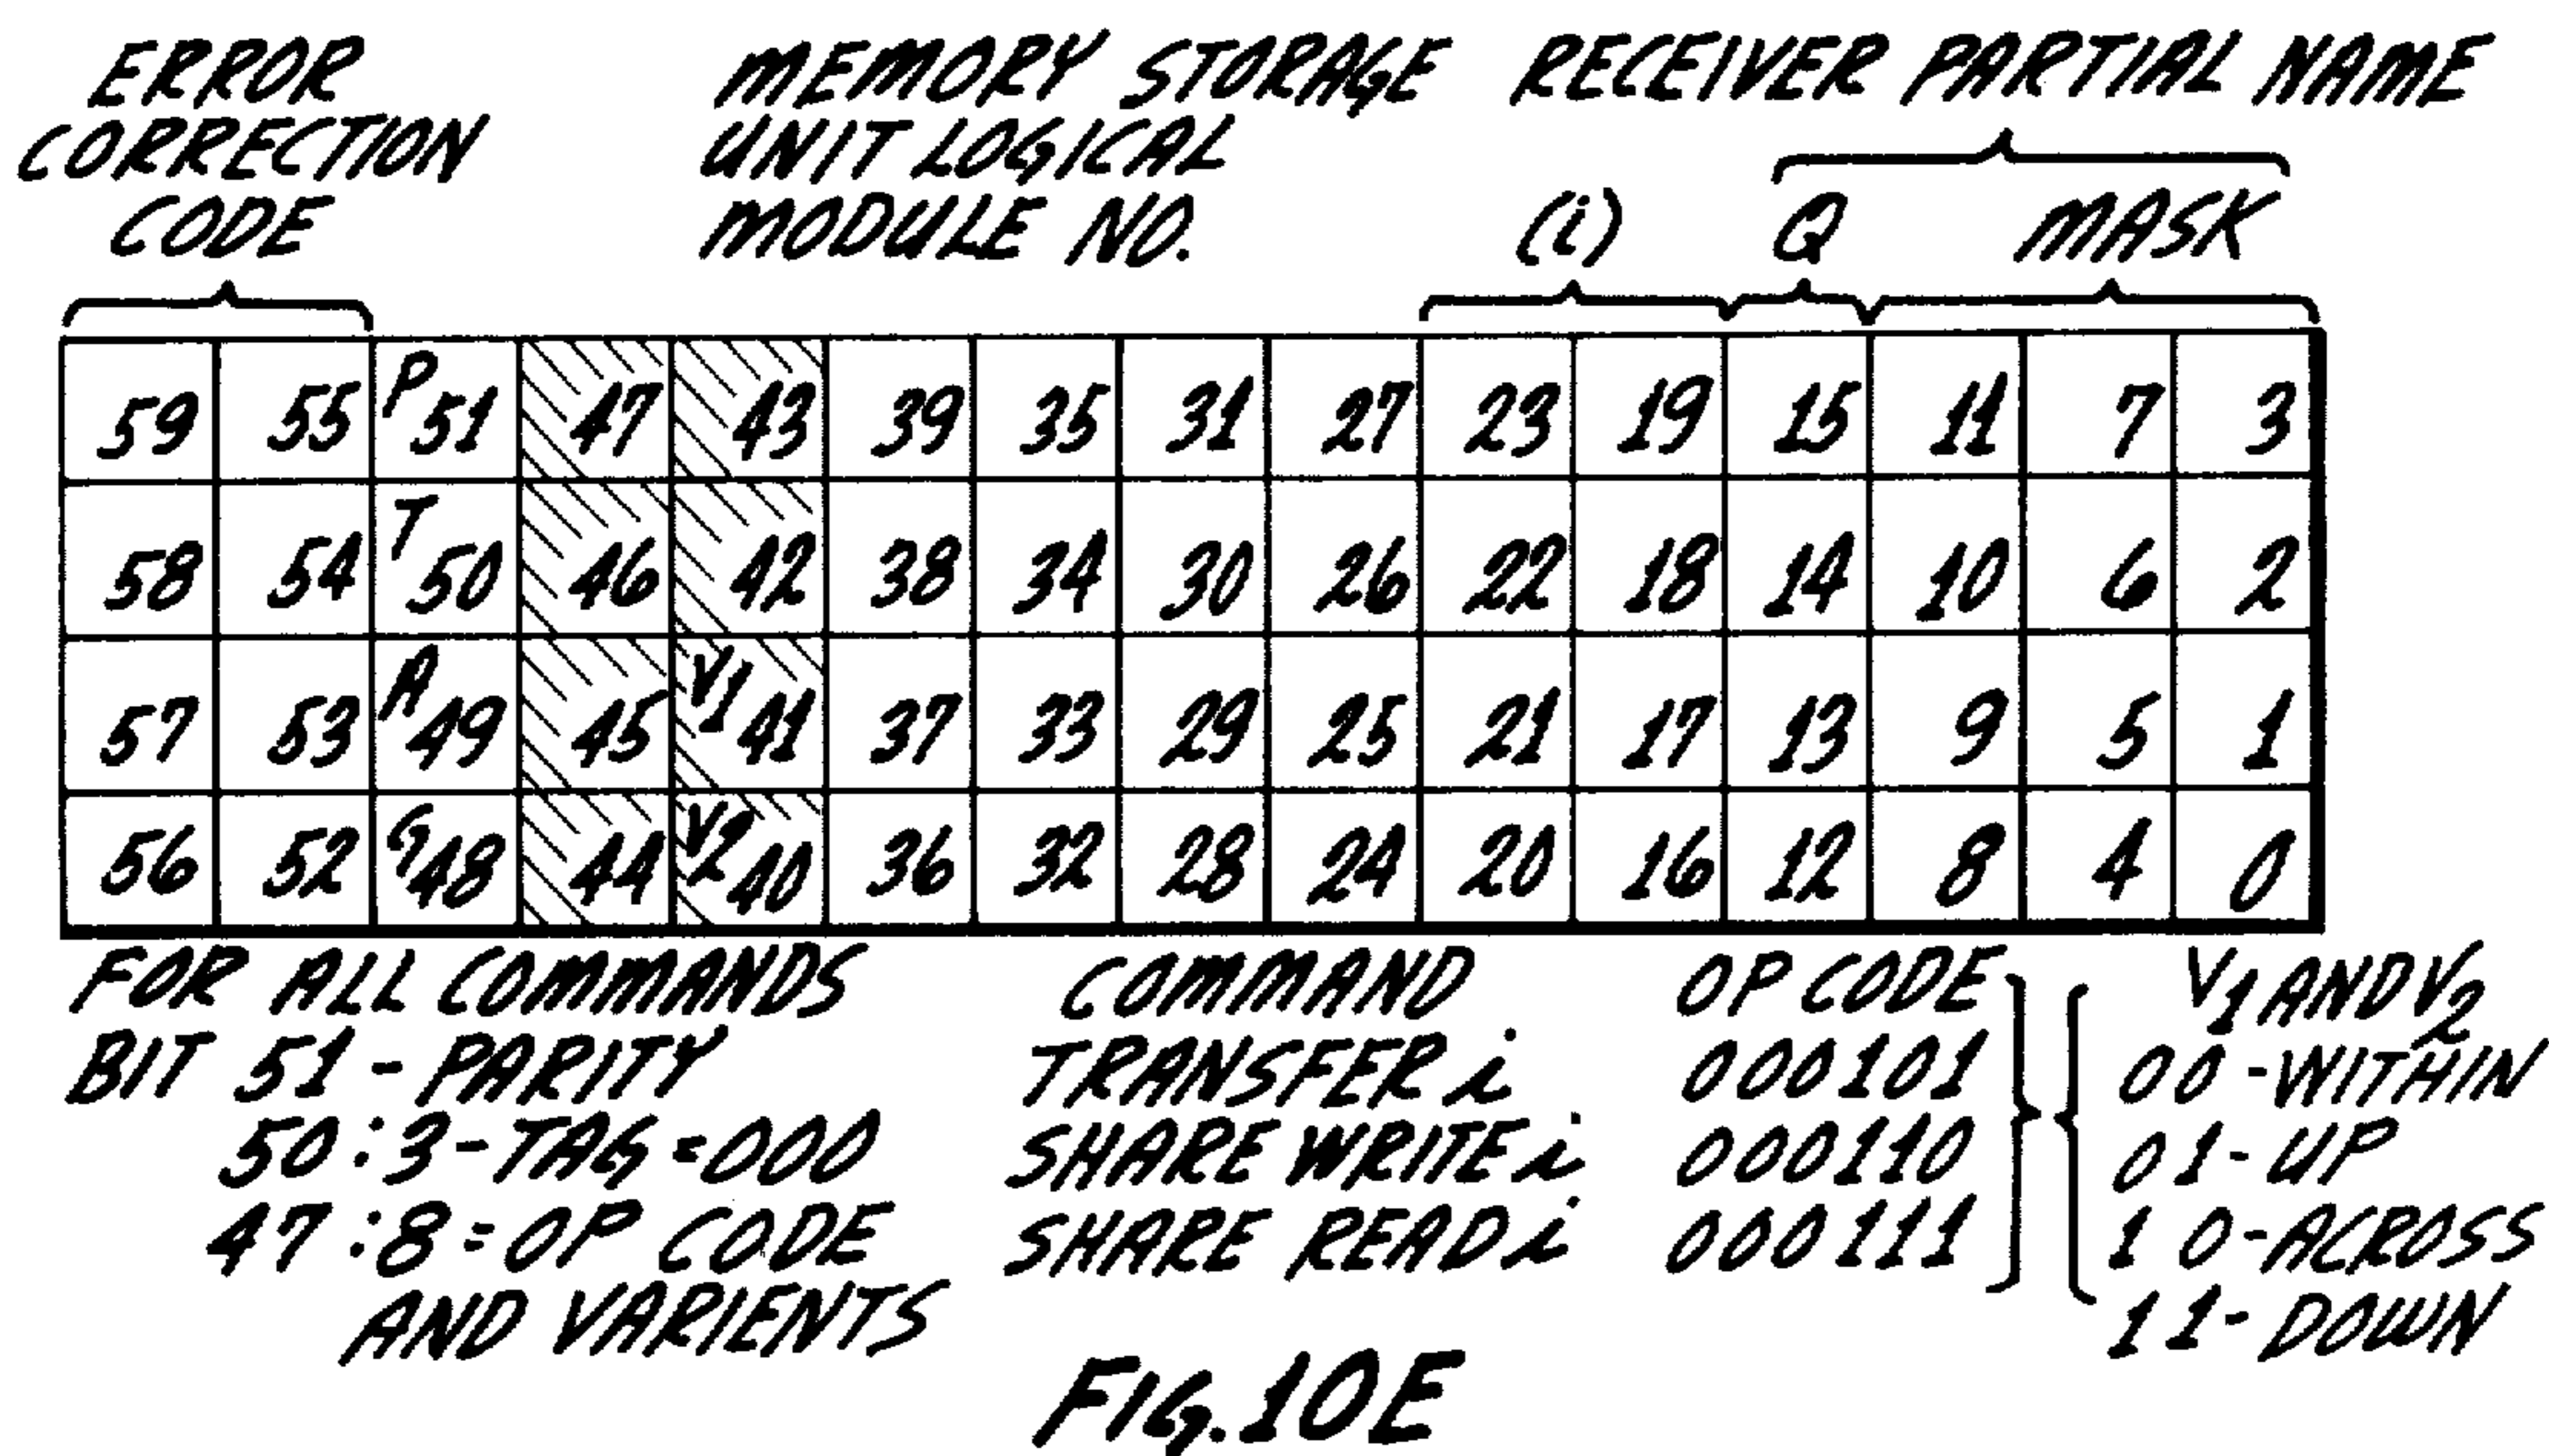 ERROR CORRECTION CODE
MEMORY STORAGE UNIT LOGICAL MODULE NO.
RECEIVER PARTIAL NAME
(i) Q MASK
59 55 P 51 47 43 39 35 31 27 23 19 15 11 7 3
58 54 T 50 46 42 38 34 30 26 22 18 14 10 6 2
57 53 A 49 45 V1 41 37 33 29 25 21 17 13 9 5 1
56 52 G 48 44 V2 40 36 32 28 24 20 16 12 8 4 0
FOR ALL COMMANDS
BIT 51 - PARITY
50:3-TAG=000
47:8=OP CODE
AND VARIENTS
COMMAND OP CODE
TRANSFER i 000101
SHARE WRITE i 000110
SHARE READ i 000111
V1 AND V2
00-WITHIN
01-UP
10-ACROSS
11-DOWN
FIG. 10E